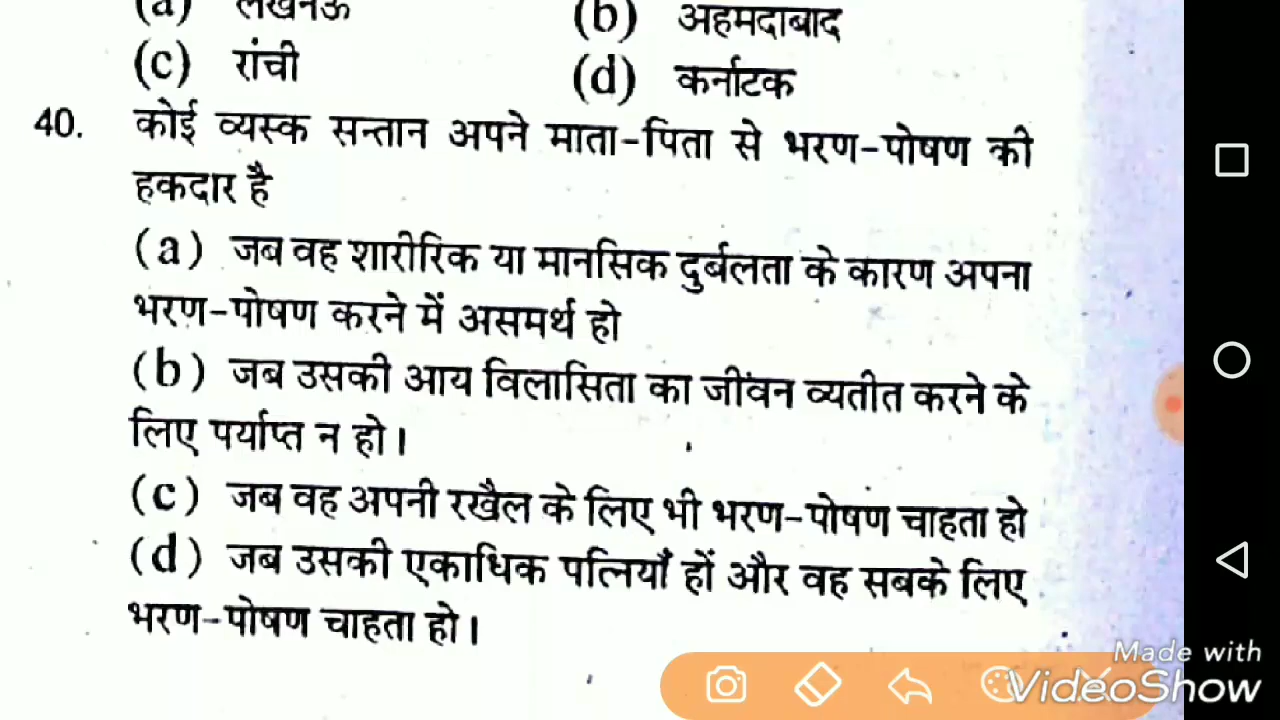 (a) लखनऊ (b) अहमदाबाद
(c) रांची (d) कर्नाटक
40. कोई व्यस्क सन्तान अपने माता-पिता से भरण-पोषण की
हकदार है
(a) जब वह शारीरिक या मानसिक दुर्बलता के कारण अपना
भरण-पोषण करने में असमर्थ हो
(b) जब उसकी आय विलासिता का जीवन व्यतीत करने के
लिए पर्याप्त न हो।
(c) जब वह अपनी रखैल के लिए भी भरण-पोषण चाहता हो
(d) जब उसकी एकाधिक पत्नियाँ हों और वह सबके लिए
भरण-पोषण चाहता हो।
Made with
VideoShow